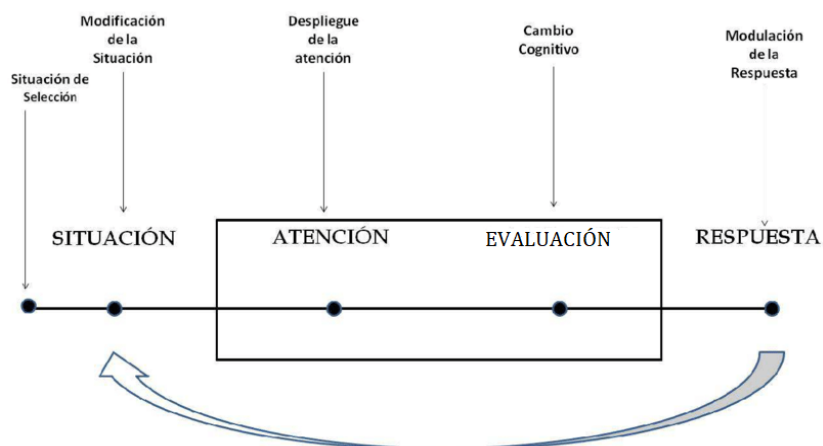 Modificación
de la
Situación
Despliegue
de la
atención
Cambio
Cognitivo
Modulación
de la
Respuesta
Situación de
Selección
SITUACIÓN
ATENCIÓN
EVALUACIÓN
RESPUESTA